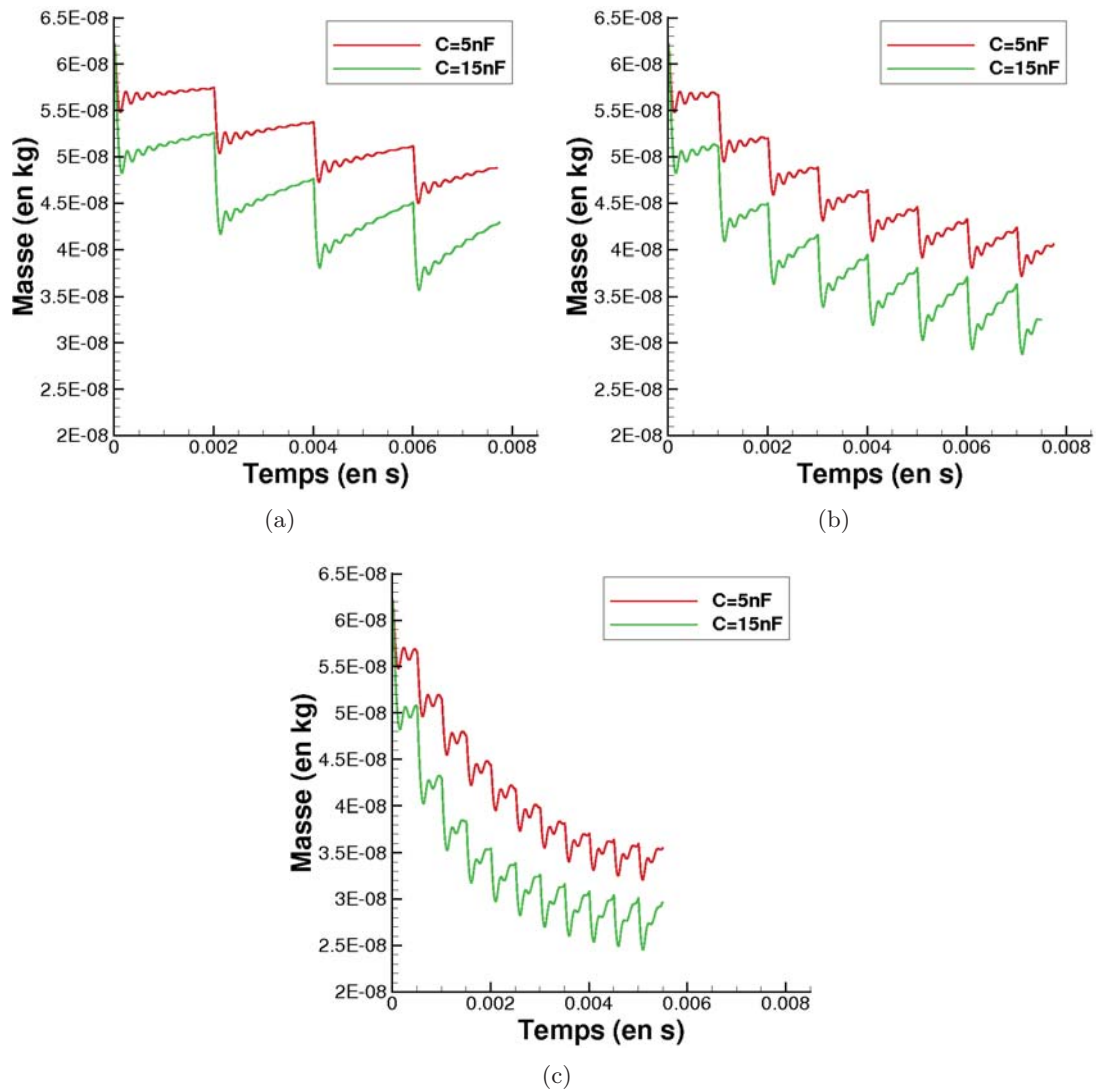 6.5E-08
6E-08
5.5E-08
5E-08
4.5E-08
4E-08
3.5E-08
3E-08
2.5E-08
2E-08
Masse (en kg)
C=5nF
C=15nF
0 0.002 0.004 0.006 0.008
Temps (en s)
(a)
6.5E-08
6E-08
5.5E-08
5E-08
4.5E-08
4E-08
3.5E-08
3E-08
2.5E-08
2E-08
Masse (en kg)
C=5nF
C=15nF
0 0.002 0.004 0.006 0.008
Temps (en s)
(b)
6.5E-08
6E-08
5.5E-08
5E-08
4.5E-08
4E-08
3.5E-08
3E-08
2.5E-08
2E-08
Masse (en kg)
C=5nF
C=15nF
0 0.002 0.004 0.006 0.008
Temps (en s)
(c)